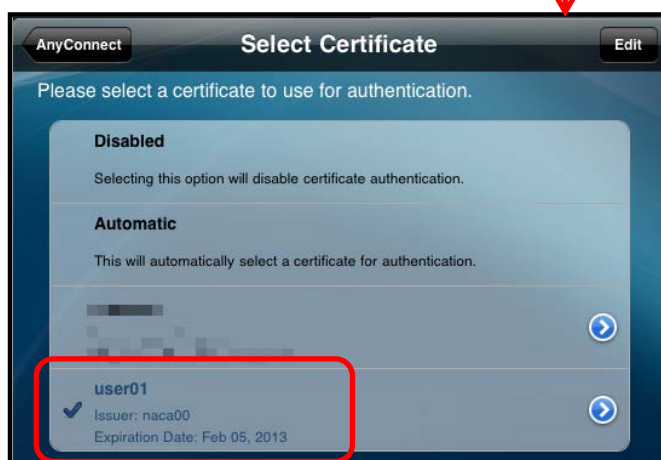 AnyConnect
Select Certificate
Edit
Please select a certificate to use for authentication.
Disabled
Selecting this option will disable certificate authentication.
Automatic
This will automatically select a certificate for authentication.
user01
Issuer: naca00
Expiration Date: Feb 05, 2013